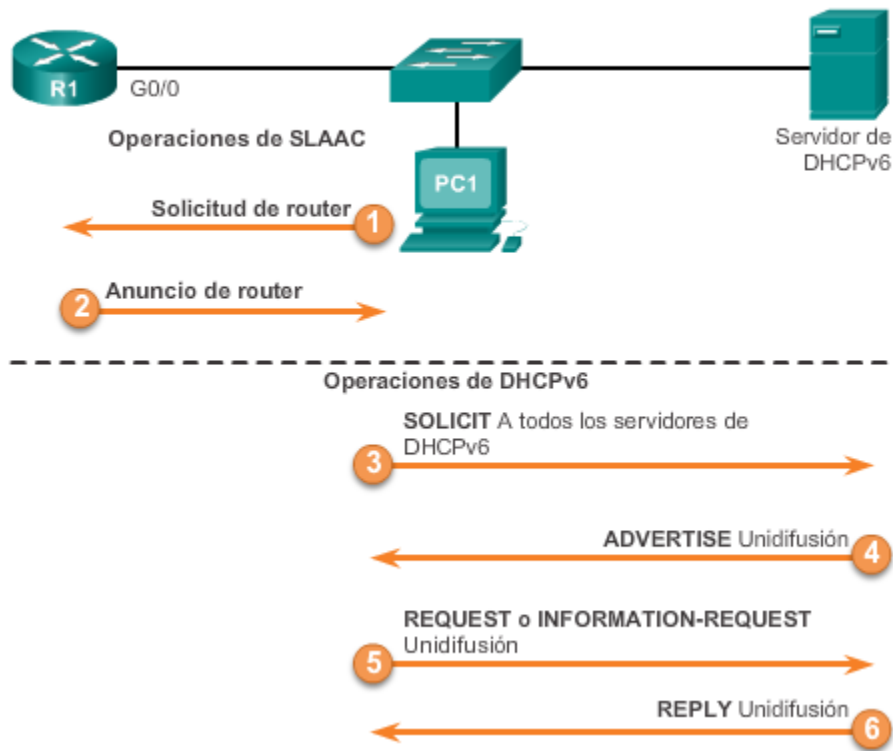 R1
G0/0
Servidor de
DHCPv6
Operaciones de SLAAC
PC1
Solicitud de router
1
2
Anuncio de router
Operaciones de DHCPv6
SOLICIT A todos los servidores de
DHCPv6
3
ADVERTISE Unidifusión
4
REQUEST o INFORMATION-REQUEST
Unidifusión
5
REPLY Unidifusión
6